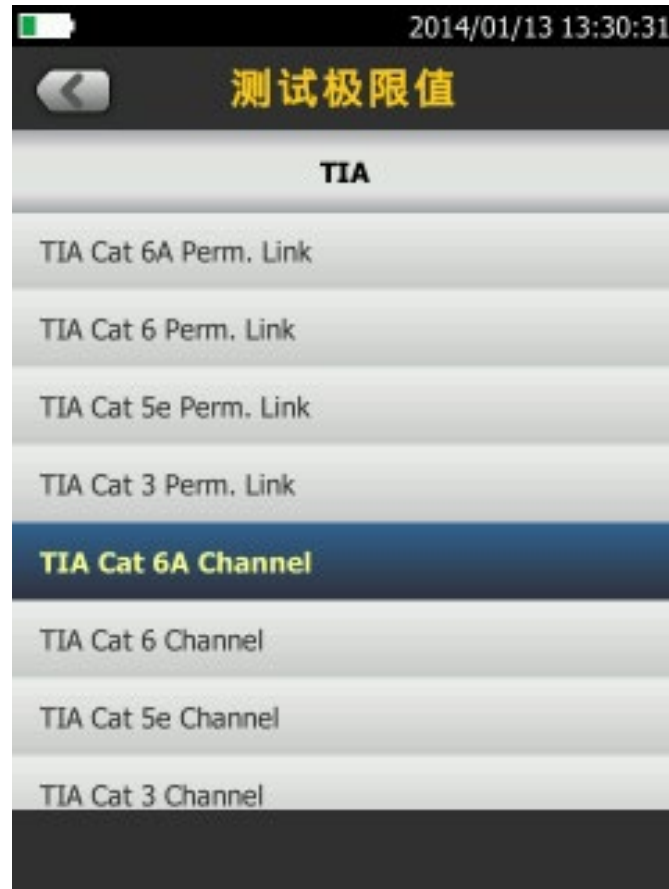 2014/01/13 13:30:31
测试极限值
TIA
TIA Cat 6A Perm. Link
TIA Cat 6 Perm. Link
TIA Cat 5e Perm. Link
TIA Cat 3 Perm. Link
TIA Cat 6A Channel
TIA Cat 6 Channel
TIA Cat 5e Channel
TIA Cat 3 Channel